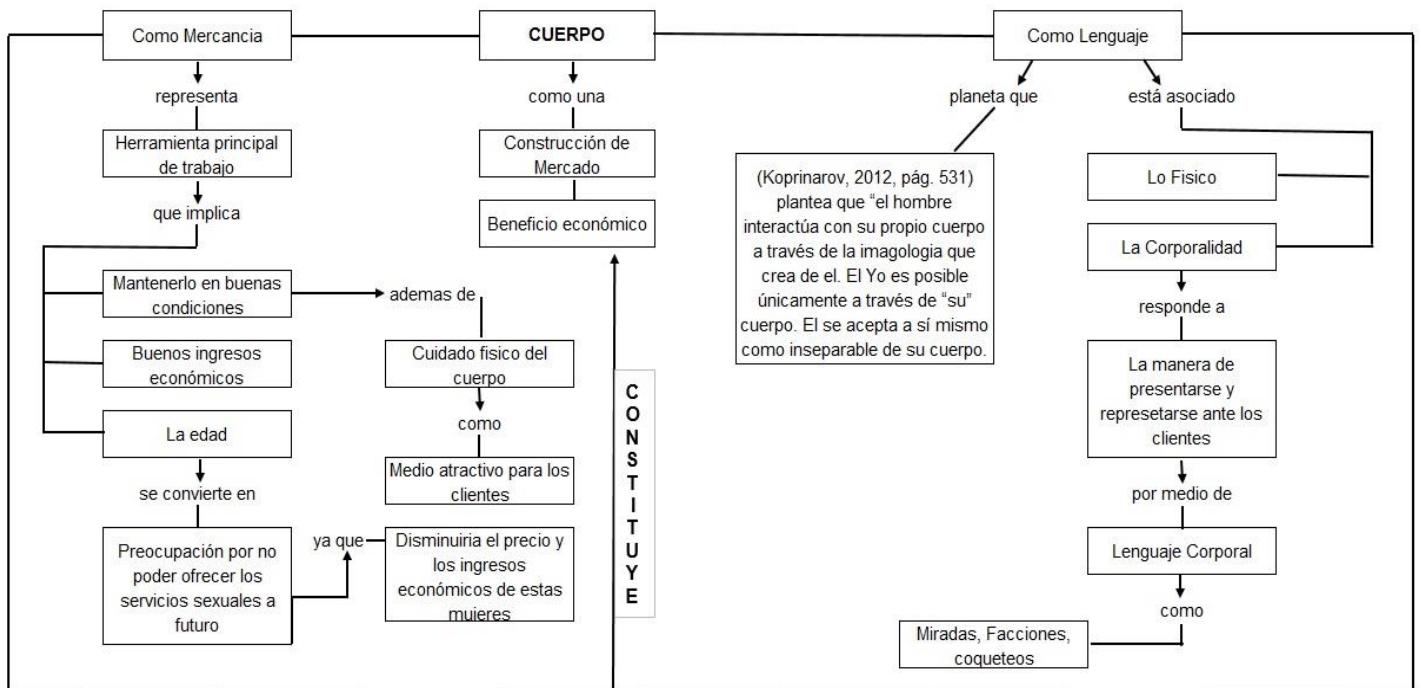 Como Mercancia
CUERPO
Como Lenguaje
representa
como una
planeta que
está asociado
Herramienta principal
de trabajo
Construcción de
Mercado
(Koprinarov, 2012, pág. 531)
plantea que “el hombre
interactúa con su propio cuerpo
a través de la imagologia que
crea de el. El Yo es posible
únicamente a través de “su”
cuerpo. El se acepta a sí mismo
como inseparable de su cuerpo.
Lo Fisico
que implica
Beneficio económico
La Corporalidad
Mantenerlo en buenas
condiciones
ademas de
responde a
Buenos ingresos
económicos
Cuidado fisico del
cuerpo
La manera de
presentarse y
represetarse ante los
clientes
La edad
como
Medio atractivo para los
clientes
se convierte en
por medio de
Preocupación por no
poder ofrecer los
servicios sexuales a
futuro
ya que
Disminuiria el precio y
los ingresos
económicos de estas
mujeres
C
O
N
S
T
I
T
U
Y
E
Lenguaje Corporal
como
Miradas, Facciones,
coqueteos